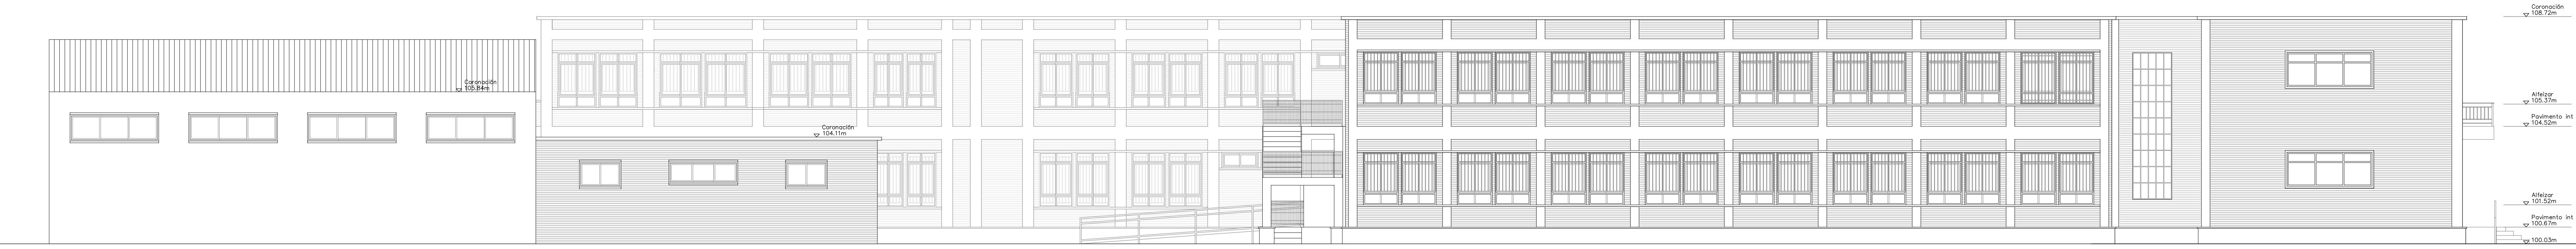 Coronación
108.72m
Coronación
105.84m
Alfeizar
105.37m
Pavimento int
104.52m
Coronación
104.11m
Alfeizar
101.52m
Pavimento int
100.67m
100.03m